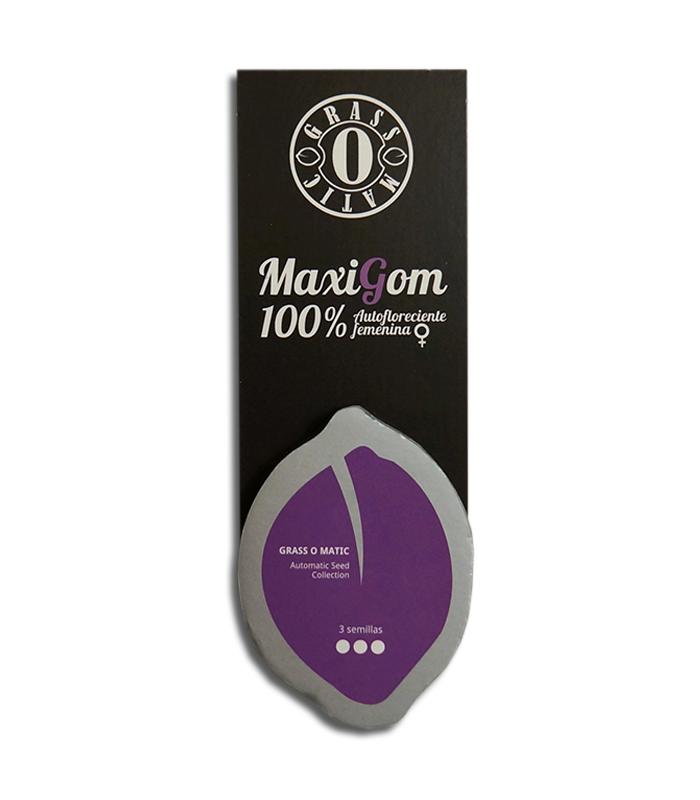 GRASS
O
MATIC
MaxiGom
100% Autofloreciente
femenina
GRASS O MATIC
Automatic Seed
Collection
3 semillas